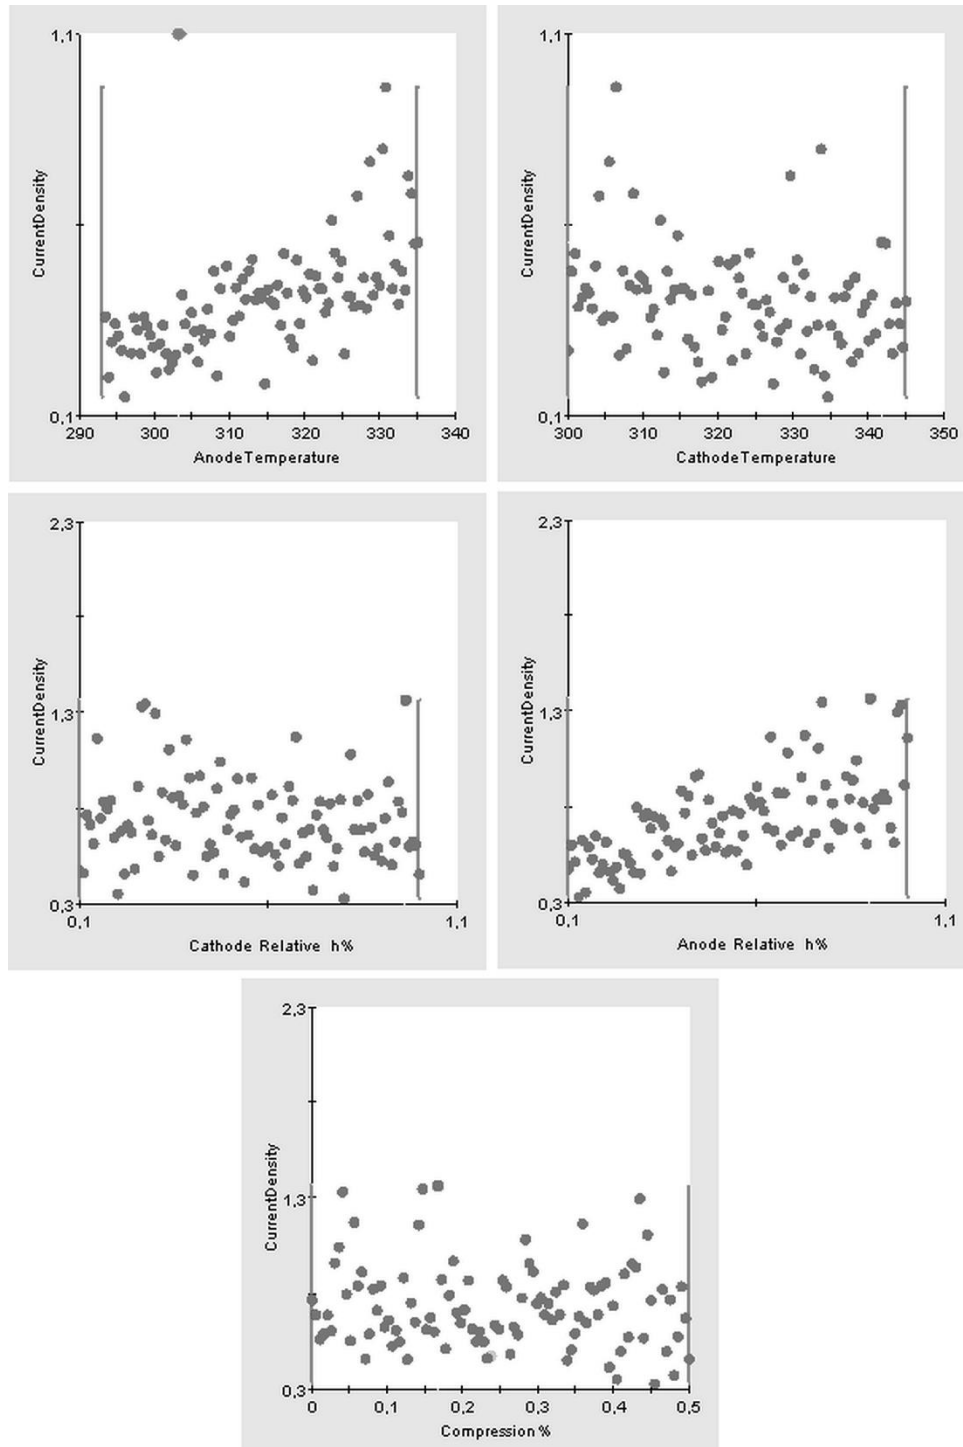 1,1
CurrentDensity
0,1
290 300 310 320 330 340
AnodeTemperature
1,1
CurrentDensity
0,1
300 310 320 330 340 350
CathodeTemperature
2,3
CurrentDensity
1,3
0,3
0,1 1,1
Cathode Relative h%
2,3
CurrentDensity
1,3
0,3
0,1 1,1
Anode Relative h%
2,3
CurrentDensity
1,3
0,3
0 0,1 0,2 0,3 0,4 0,5
Compression %